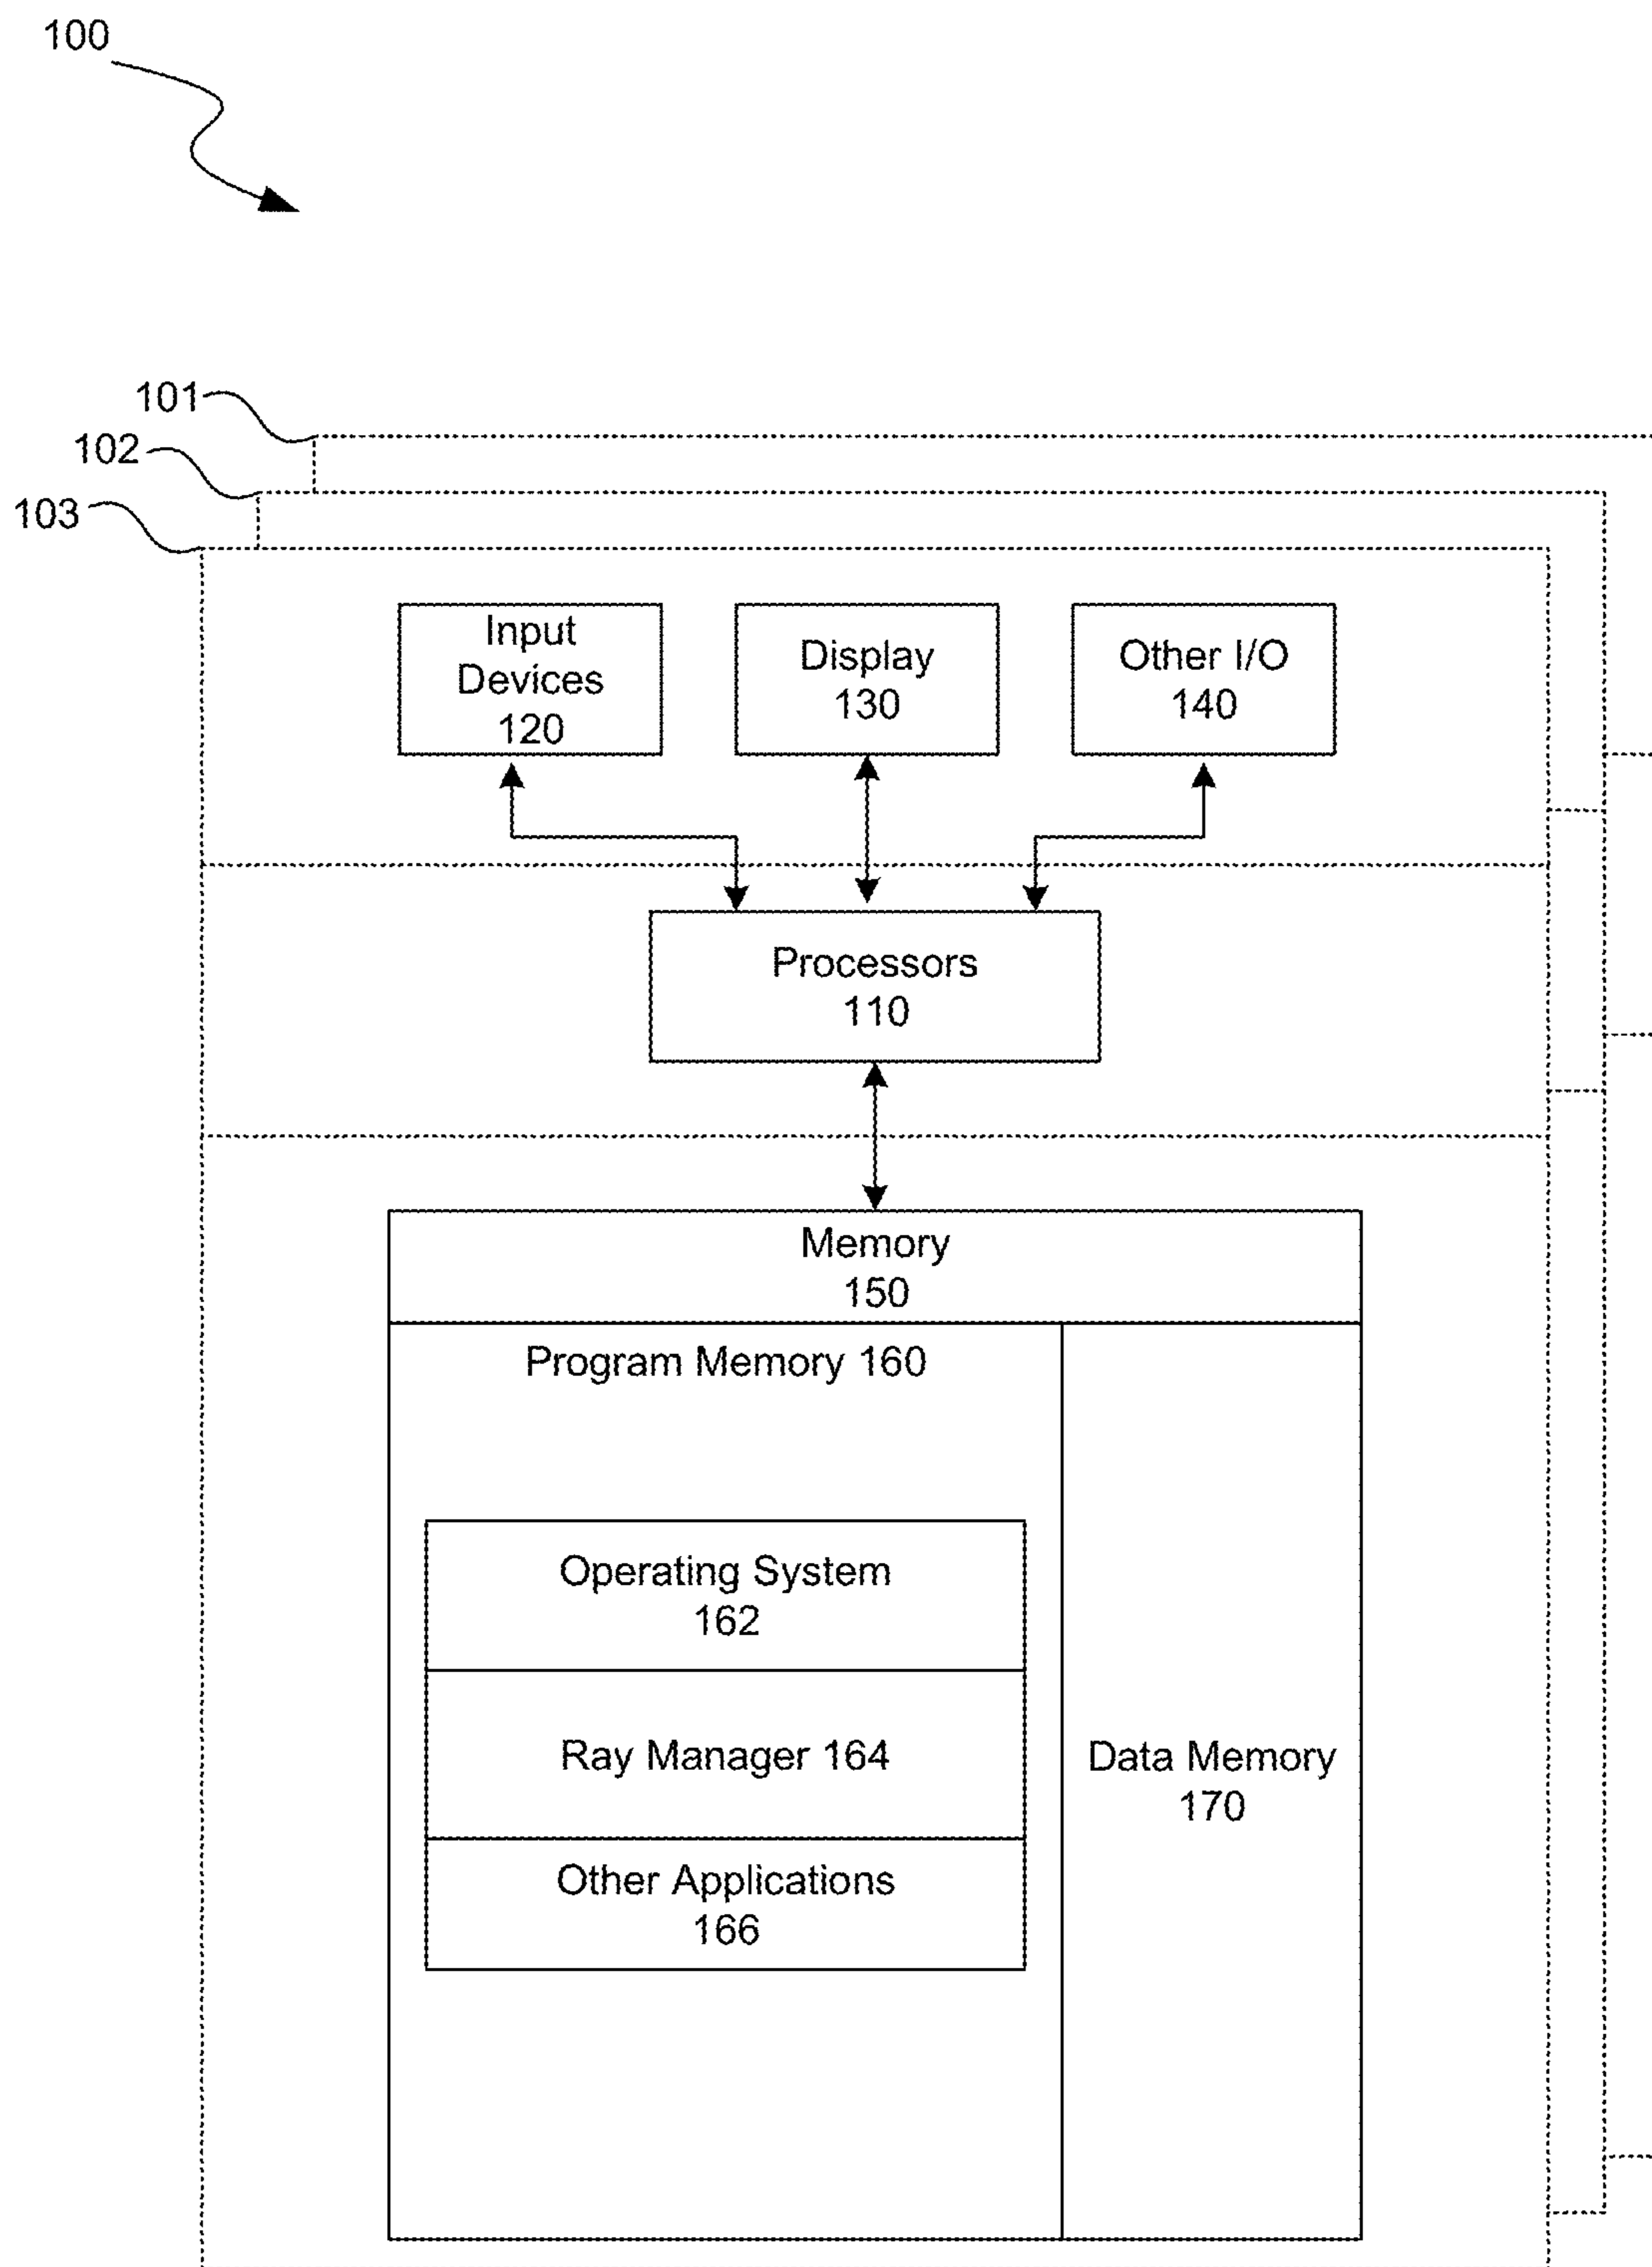 100
101
102
103
Input
Devices
120
Display
130
Other I/O
140
Processors
110
Memory
150
Program Memory 160
Operating System
162
Ray Manager 164
Other Applications
166
Data Memory
170